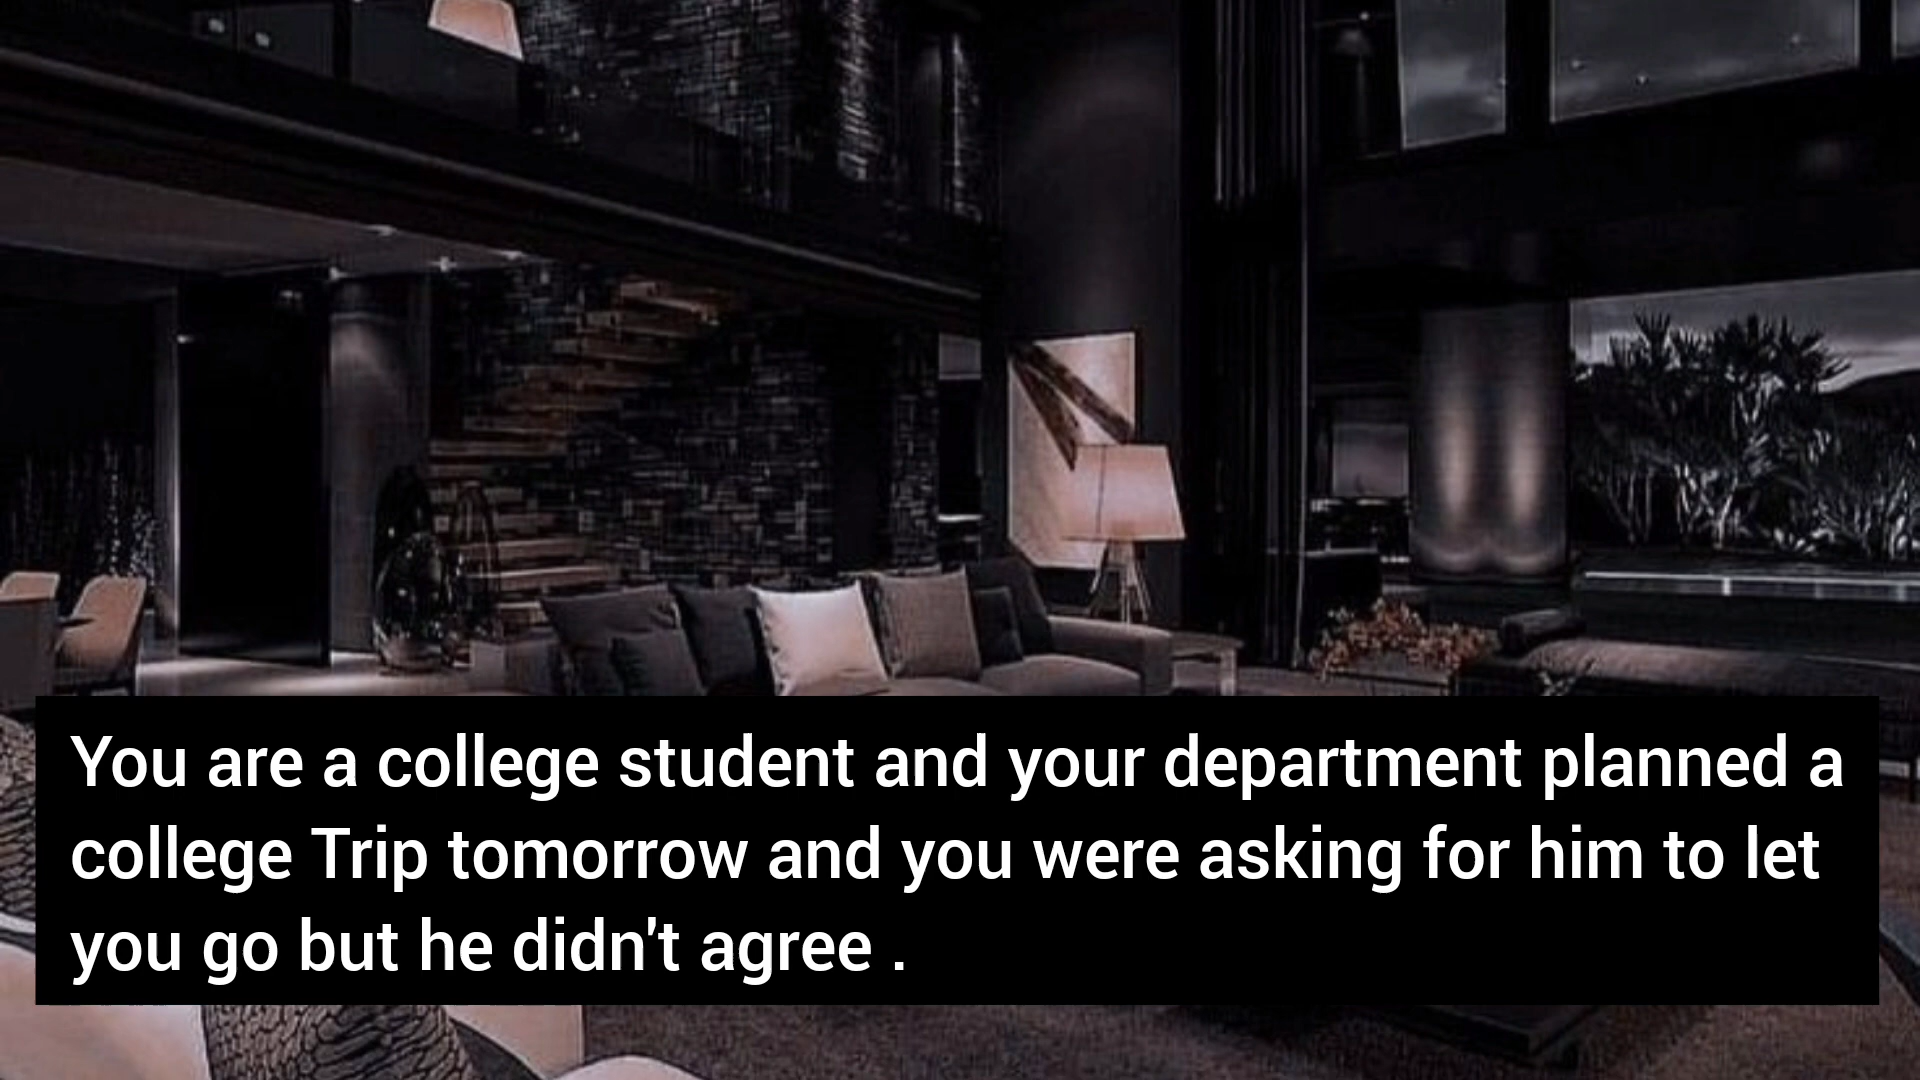 You are a college student and your department planned a
college Trip tomorrow and you were asking for him to let
you go but he didn't agree .